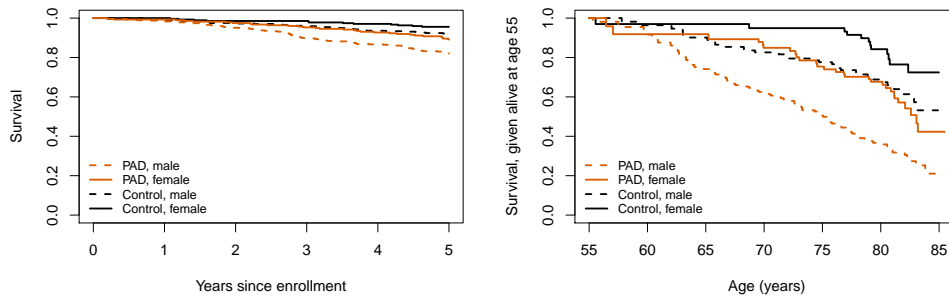 Survival
1.0
0.8
0.6
0.4
0.2
0.0
PAD, male
PAD, female
Control, male
Control, female
0 1 2 3 4 5
Years since enrollment
Survival, given alive at age 55
1.0
0.8
0.6
0.4
0.2
0.0
PAD, male
PAD, female
Control, male
Control, female
55 60 65 70 75 80 85
Age (years)